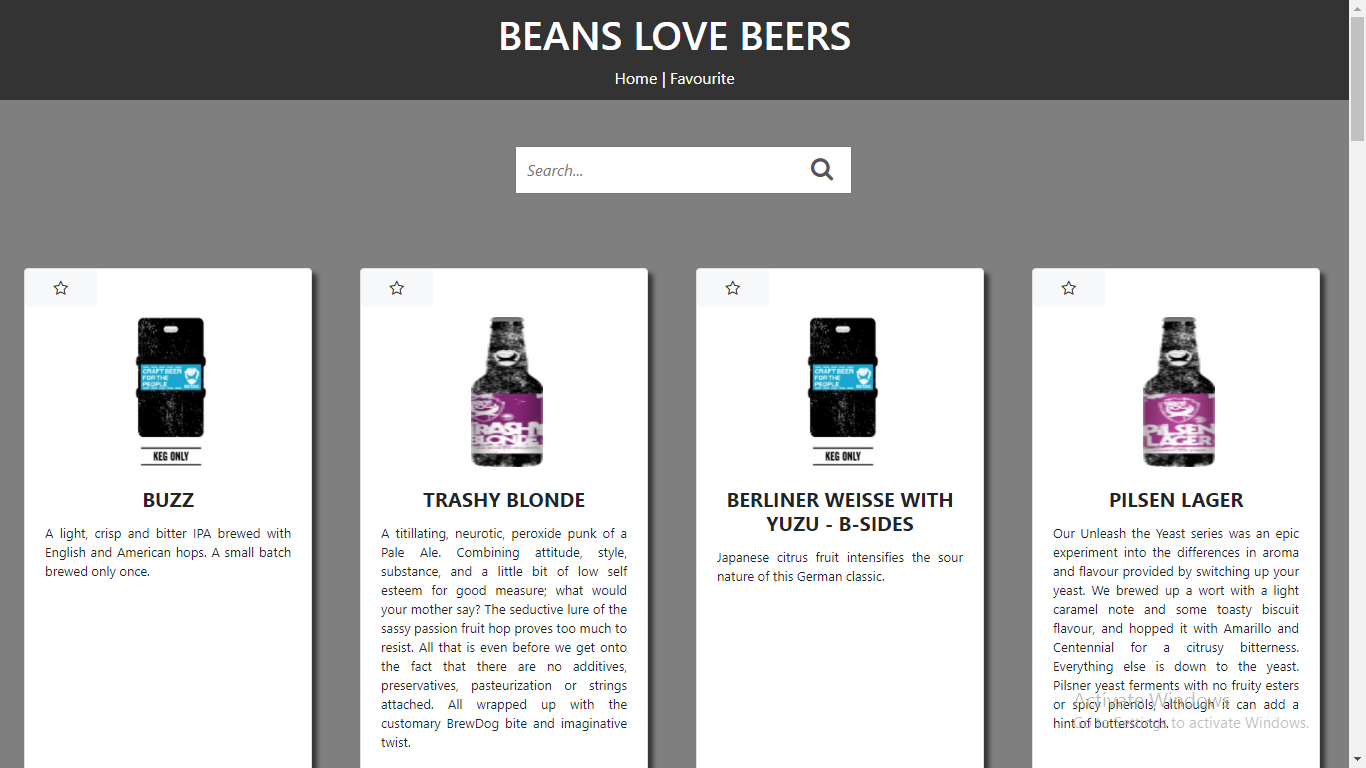 BEANS LOVE BEERS
Home | Favourite
Search...
CRAFT BEER
FOR THE
PEOPLE
KEG ONLY
BUZZ
A light, crisp and bitter IPA brewed with
English and American hops. A small batch
brewed only once.
TRASHY
BLONDE
TRASHY BLONDE
A titillating, neurotic, peroxide punk of a
Pale Ale. Combining attitude, style,
substance, and a little bit of low self
esteem for good measure; what would
your mother say? The seductive lure of the
sassy passion fruit hop proves too much to
resist. All that is even before we get onto
the fact that there are no additives,
preservatives, pasteurization or strings
attached. All wrapped up with the
customary BrewDog bite and imaginative
twist.
CRAFT BEER
FOR THE
PEOPLE
KEG ONLY
BERLINER WEISSE WITH
YUZU - B-SIDES
Japanese citrus fruit intensifies the sour
nature of this German classic.
PILSEN
LAGER
PILSEN LAGER
Our Unleash the Yeast series was an epic
experiment into the differences in aroma
and flavour provided by switching up your
yeast. We brewed up a wort with a light
caramel note and some toasty biscuit
flavour, and hopped it with Amarillo and
Centennial for a citrusy bitterness.
Everything else is down to the yeast.
Pilsner yeast ferments with no fruity esters
or spicy phenols, although it can add a
hint of butterscotch.
Activate Windows
Go to Settings to activate Windows.